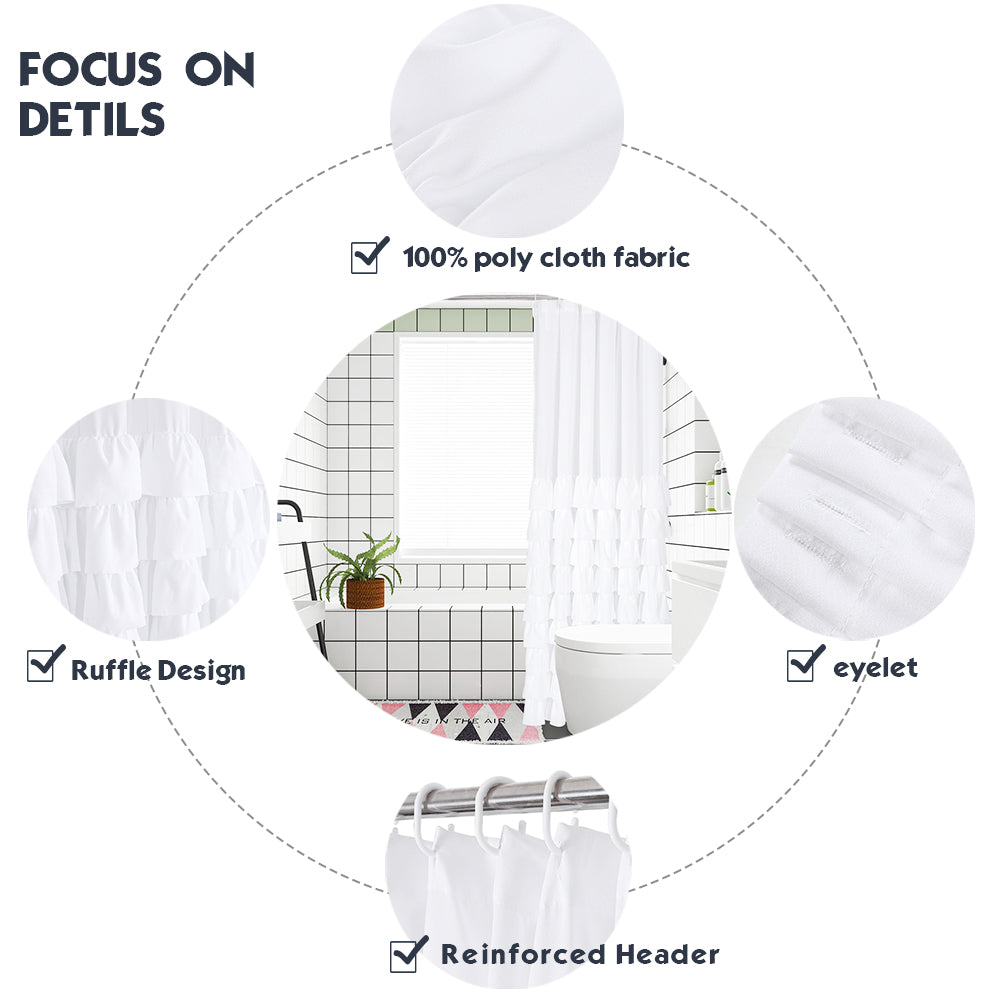 FOCUS ON
DETILS
100% poly cloth fabric
Ruffle Design
eyelet
IS IN THE AIR
Reinforced Header